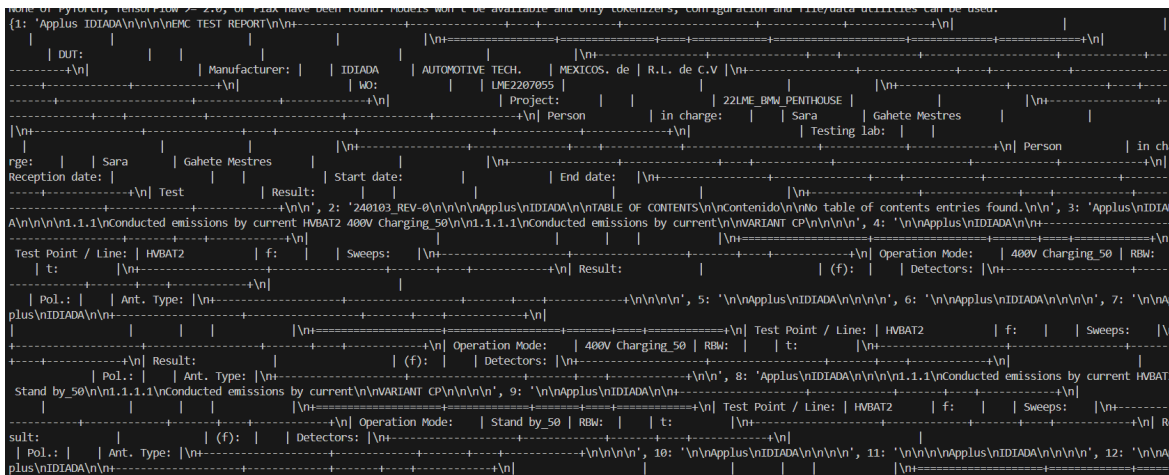 None of PyTorch, TensorFlow >= 2.0, or Flax have been found. Models won't be available and only tokenizers, configuration and file/data utilities can be used.
{1: 'Applus IDIADA\n\n\n\nEMC TEST REPORT\n\n+---------------------+----------------+-----+----+----------------------+-----------------+-----------+\n| | |
| | | | |\n+=====================+================+=====+====+======================+=================+===========+\n|
| DUT: | | | | |\n+---------------------+----------------+-----+----+---
---------+\n| | Manufacturer: | | IDIADA | AUTOMOTIVE TECH. | MEXICOS. de | R.L. de C.V |\n+---------------------+------
-----+----------------------+\n| | WO: | | LME2207055 | | | |\n+-----------
-------+---------------------+-----------------+\n| | Project: | | | 22LME_BMW_PENTHOUSE | | |\n+----
-----------------+----+----------------------+\n| Person | in charge: | | Sara | Gahete Mestres | |
|\n+---------------------+----------------+-----+----+----------------------+\n| | Testing lab: | |
| | | |\n+---------------------+----------------+-----+\n| Person | in cha
rge: | | Sara | Gahete Mestres | | |\n+---------------------+----------------+-----+\n|
Reception date: | | | | Start date: | | End date: |\n+---------------------+
-----------+-----+\n| Test | Result: | | | | |\n+---------------------+
---------------------+----------------+\n\n', 2: '240103_REV-0\n\n\n\n\nApplus\nIDIADA\n\nTABLE OF CONTENTS\n\nContenido\n\nNo table of contents entries found.\n\n', 3: 'Applus\nIDIA
A\n\n\n\n\n1.1.1\nConducted emissions by current HVBAT2 400V Charging_50\n\n1.1.1\nConducted emissions by current\n\nVARIANT CP\n\n\n\n', 4: '\n\nApplus\nIDIADA\n\n+-----------
---------------------+-----+------+\n| | | | | |\n+=====================+================+======+====+===========+\n
Test Point / Line: | HVBAT2 | f: | | Sweeps: |\n+---------------------+----------------+\n| Operation Mode: | 400V Charging_50 | RBW:
| t: |\n+---------------------+----------------+------+\n| Result: | | (f): | | Detectors: |\n+---------
-------------+-----+------+\n| |
| Pol.: | | Ant. Type: |\n+---------------------+----------------+------+----+-----------+\n\n\n\n', 5: '\n\nApplus\nIDIADA\n\n\n\n', 6: '\n\nApplus\nIDIADA\n\n\n\n', 7: '\n\nA
plus\nIDIADA\n\n+---------------------+----------------+------+----+-----------+\n|
| | | | |\n+=====================+================+======+====+===========+\n| Test Point / Line: | HVBAT2 | f: | | Sweeps: |\
+---------------------+----------------+\n| Operation Mode: | 400V Charging_50 | RBW: | | t: |\n+---------------------+
----+-----------+\n| Result: | | (f): | | Detectors: |\n+---------------------+----------------+------+\n|
| Pol.: | | Ant. Type: |\n+---------------------+----------------+------+----+-----------+\n\n', 8: 'Applus\nIDIADA\n\n\n\n1.1.1\nConducted emissions by current HVBAT
Stand by_50\n\n1.1.1\nConducted emissions by current\n\nVARIANT CP\n\n\n\n', 9: '\n\nApplus\nIDIADA\n\n+---------------------+----------------+------+\n|
| | | | |\n+=====================+================+======+====+===========+\n| Test Point / Line: | HVBAT2 | f: | | Sweeps: |\n+-------
---------------------+\n| Operation Mode: | Stand by_50 | RBW: | | t: |\n+---------------------+----------------+\n| R
sult: | | (f): | | Detectors: |\n+---------------------+----------------+------+\n|
| Pol.: | | Ant. Type: |\n+---------------------+----------------+------+\n\n\n\n', 10: '\n\nApplus\nIDIADA\n\n\n\n', 11: '\n\n\n\nApplus\nIDIADA\n\n\n\n', 12: '\n\nA
plus\nIDIADA\n\n+---------------------+----------------+------+\n| | | | | |\n+=====================+===========